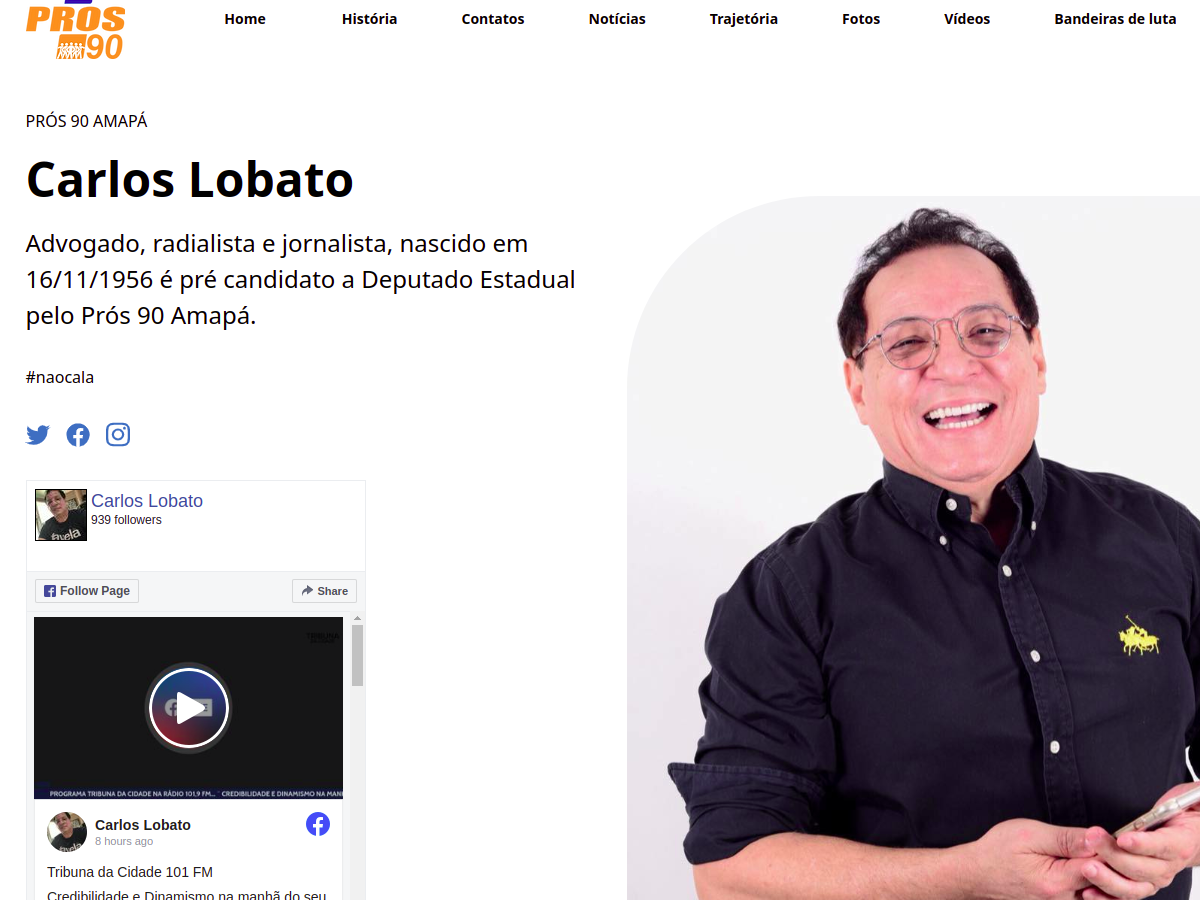 PROS
90
Home
História
Contatos
Notícias
Trajetória
Fotos
Vídeos
Bandeiras de luta
PRÓS 90 AMAPÁ
Carlos Lobato
Advogado, radialista e jornalista, nascido em
16/11/1956 é pré candidato a Deputado Estadual
pelo Prós 90 Amapá.
#naocala
Carlos Lobato
939 followers
Follow Page
Share
PROGRAMA TRIBUNA DA CIDADE NA RÁDIO 101,9 FM... * CREDIBILIDADE E DINAMISMO NA
Carlos Lobato
8 hours ago
Tribuna da Cidade 101 FM
Credibilidade e Dinamismo na manhã do seu